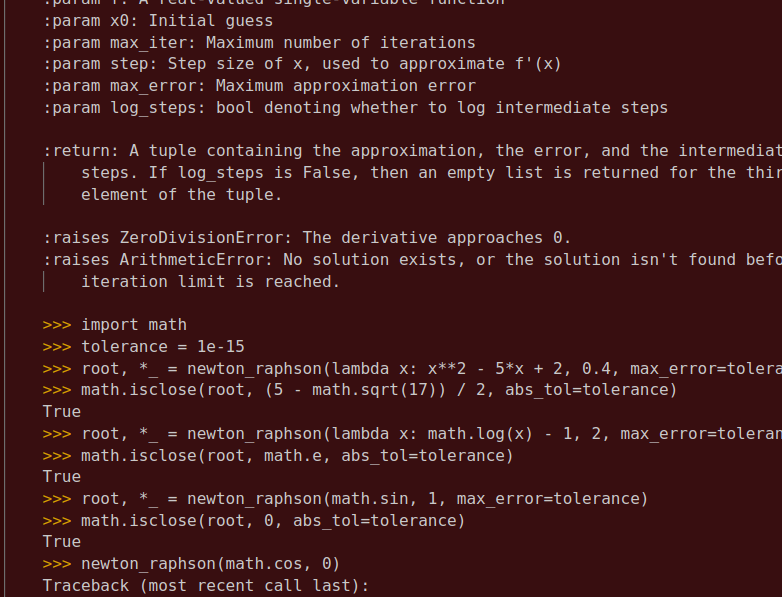 :param f: A real-valued single-variable function
:param x0: Initial guess
:param max_iter: Maximum number of iterations
:param step: Step size of x, used to approximate f'(x)
:param max_error: Maximum approximation error
:param log_steps: bool denoting whether to log intermediate steps
:return: A tuple containing the approximation, the error, and the intermediat
steps. If log_steps is False, then an empty list is returned for the thir
element of the tuple.
:raises ZeroDivisionError: The derivative approaches 0.
:raises ArithmeticError: No solution exists, or the solution isn't found befo
iteration limit is reached.
>>> import math
>>> tolerance = 1e-15
>>> root, *_ = newton_raphson(lambda x: x**2 - 5*x + 2, 0.4, max_error=tolera
>>> math.isclose(root, (5 - math.sqrt(17)) / 2, abs_tol=tolerance)
True
>>> root, *_ = newton_raphson(lambda x: math.log(x) - 1, 2, max_error=toleran
>>> math.isclose(root, math.e, abs_tol=tolerance)
True
>>> root, *_ = newton_raphson(math.sin, 1, max_error=tolerance)
>>> math.isclose(root, 0, abs_tol=tolerance)
True
>>> newton_raphson(math.cos, 0)
Traceback (most recent call last):